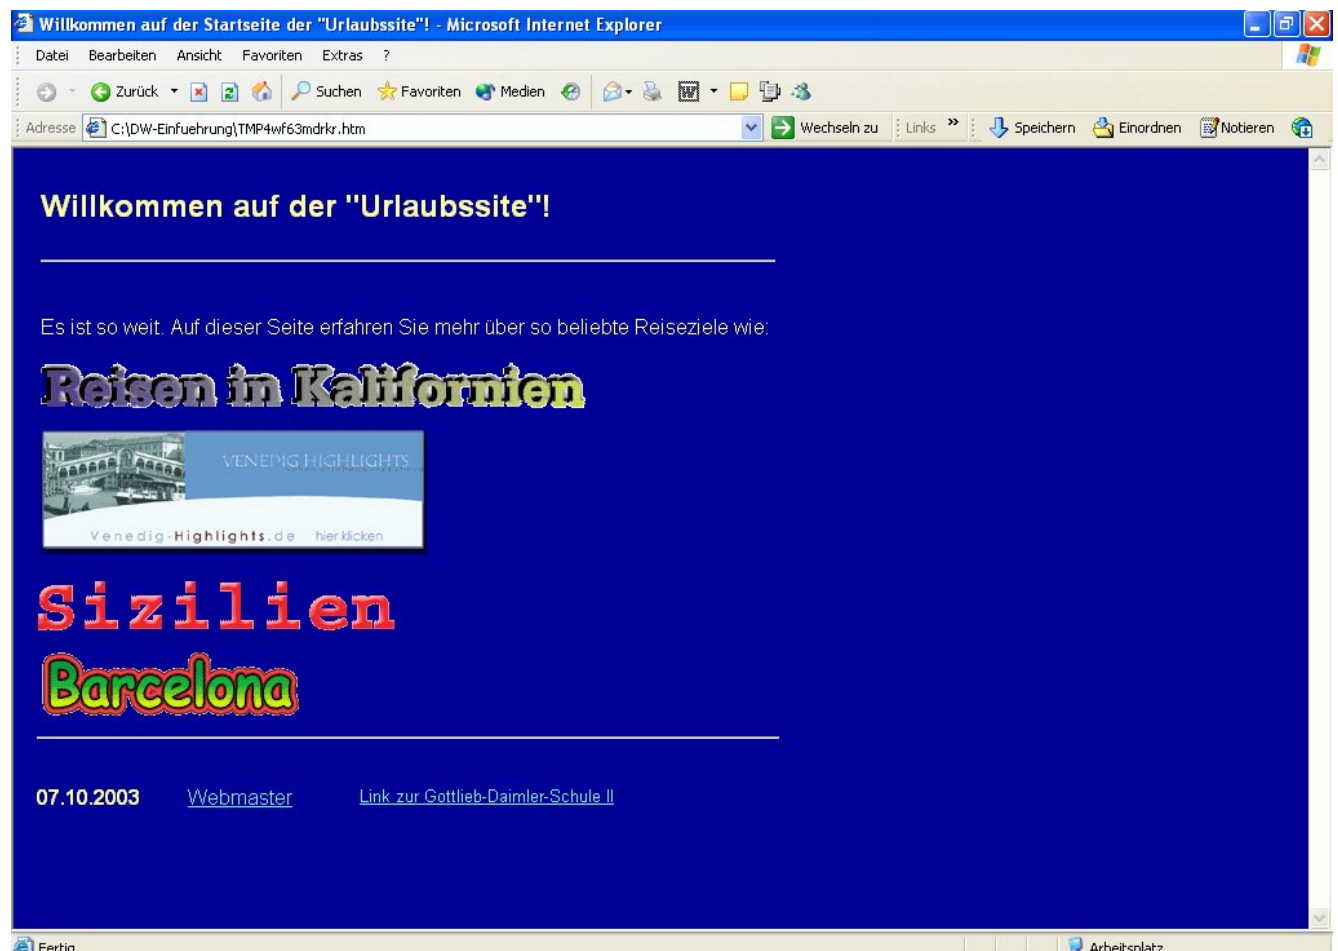 Willkommen auf der Startseite der "Urlaubssite"! - Microsoft Internet Explorer
Datei Bearbeiten Ansicht Favoriten Extras ?
Zurück Suchen Favoriten Medien
Adresse C:\DW-Einfuehrung\TMP4wf63mdrkr.htm Wechseln zu Links » Speichern Einordnen Notieren
Willkommen auf der "Urlaubssite"!
Es ist so weit. Auf dieser Seite erfahren Sie mehr über so beliebte Reiseziele wie:
Reisen in Kalifornien
VENEDIG HIGHLIGHTS
Venedig-Highlights.de hier klicken
Sizilien
Barcelona
07.10.2003 Webmaster Link zur Gottlieb-Daimler-Schule II
Fertig Arbeitsplatz